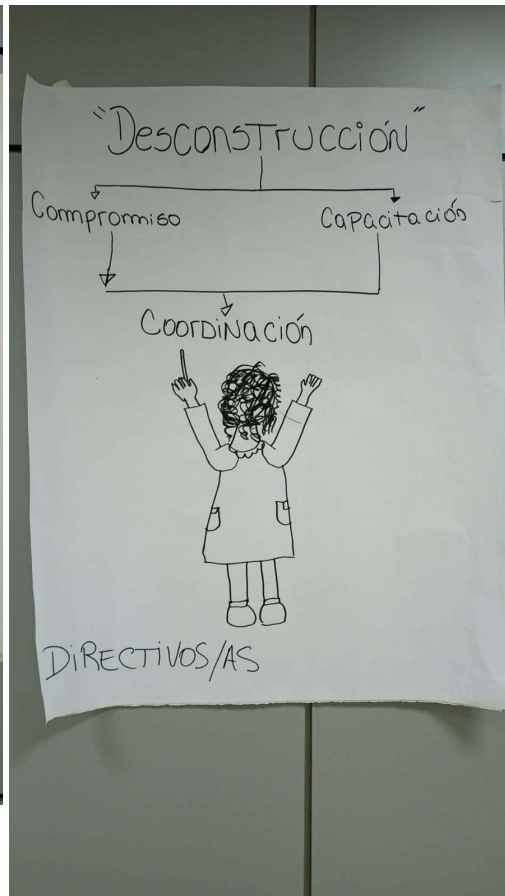 "DesconsTrucción"
Compromiso Capacitación
CoorDiNación
DiRECTiVOS/AS